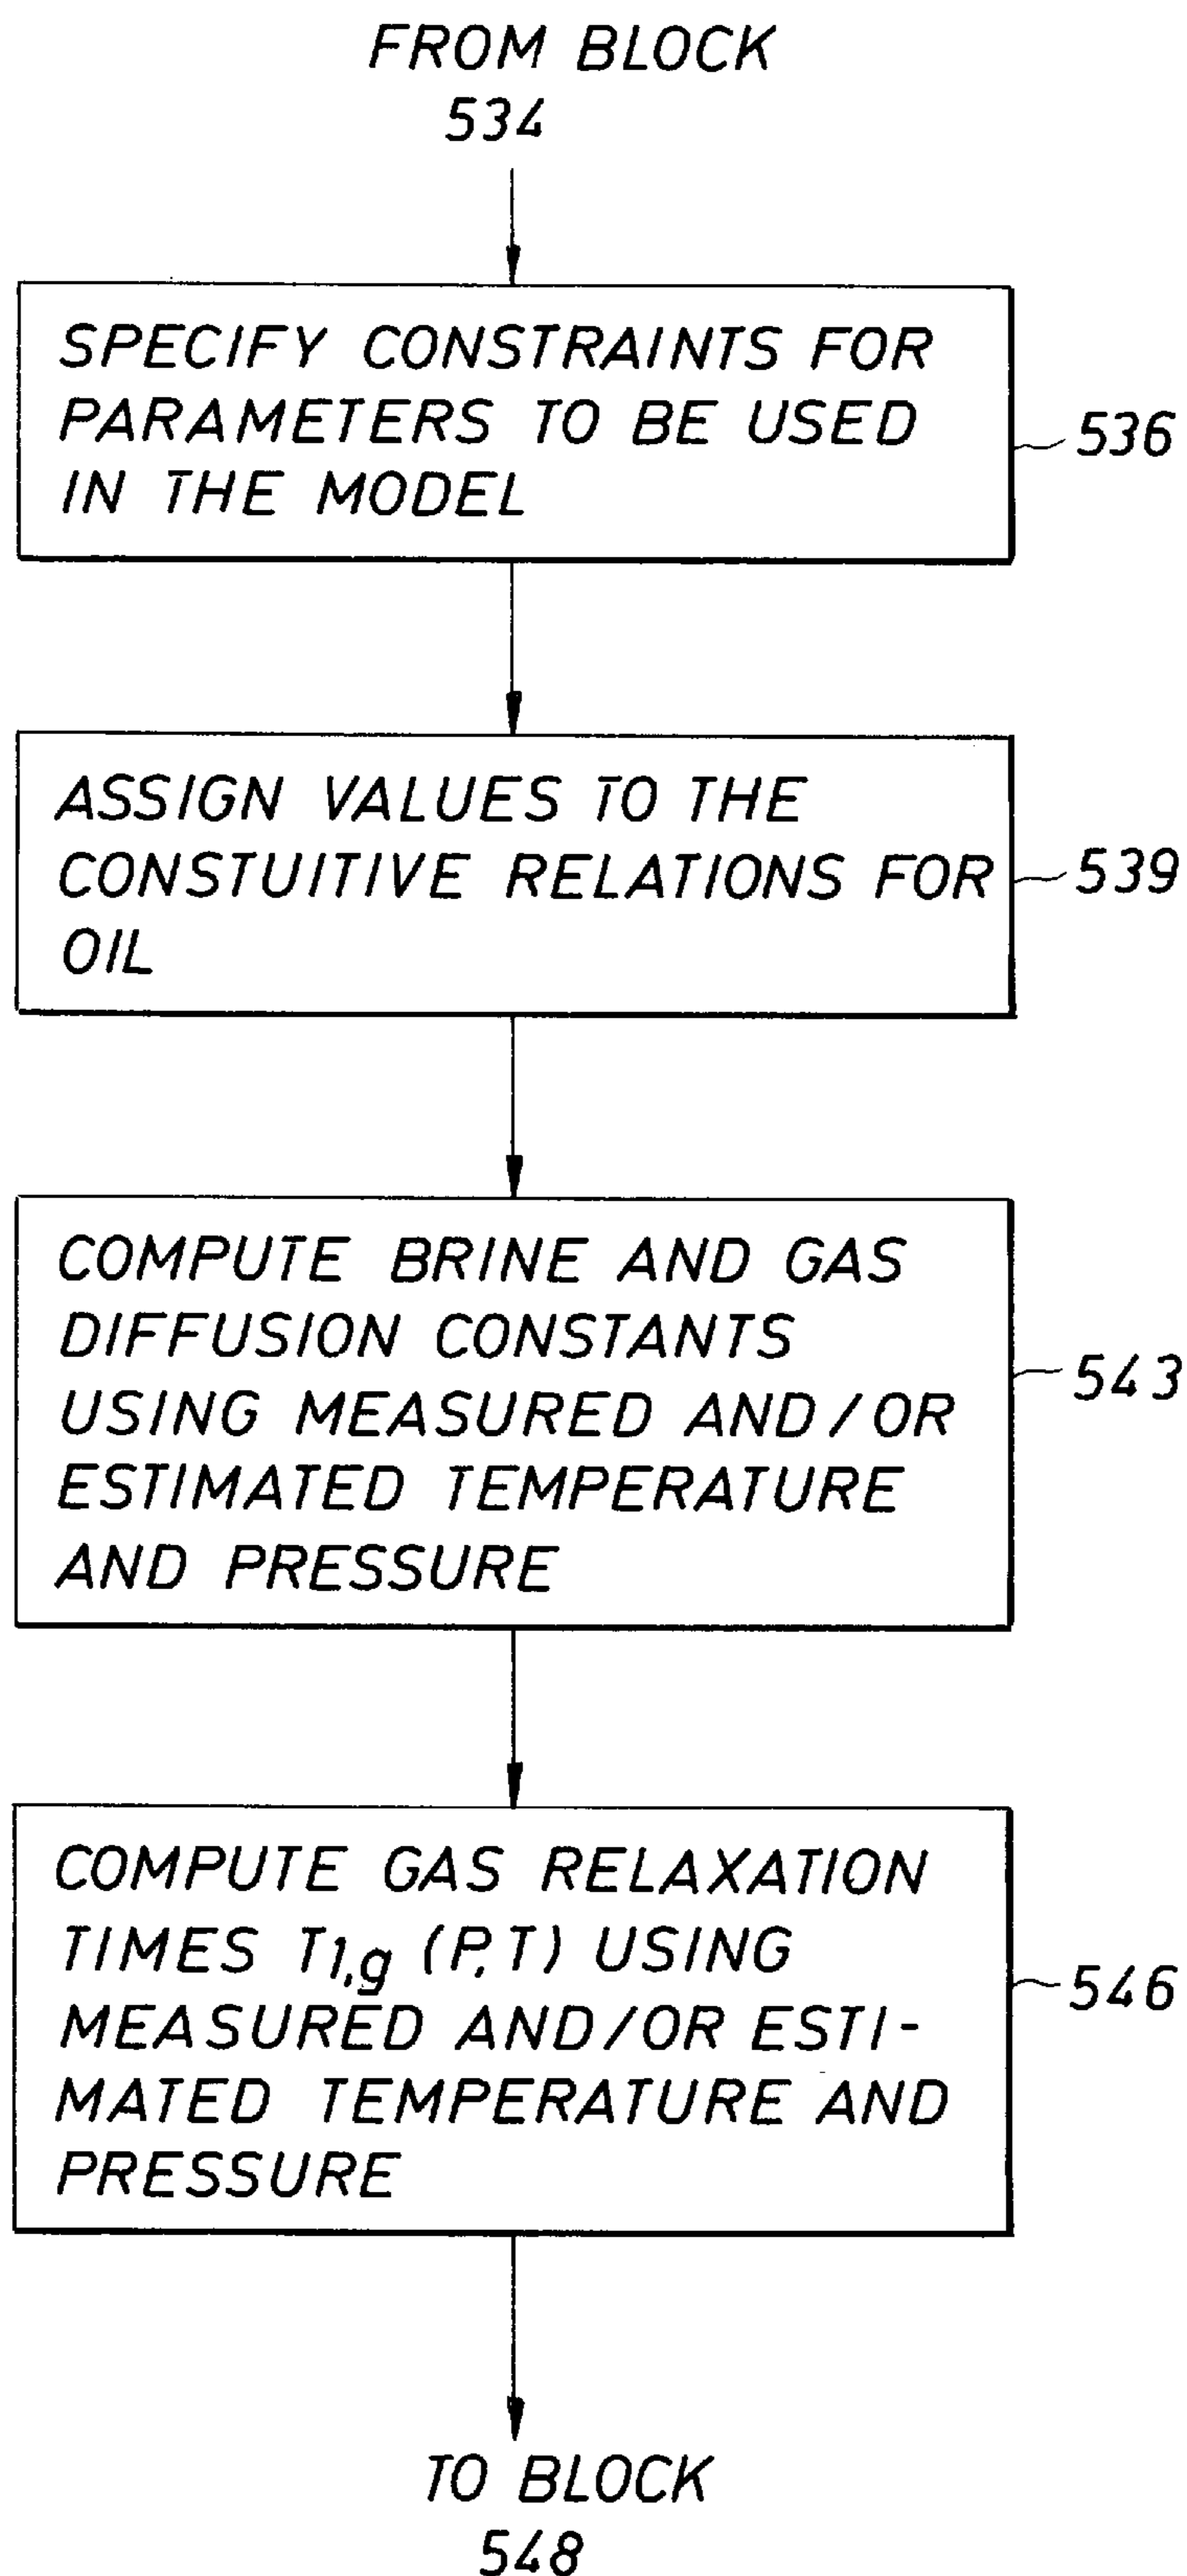 FROM BLOCK
534
SPECIFY CONSTRAINTS FOR
PARAMETERS TO BE USED
IN THE MODEL
536
ASSIGN VALUES TO THE
CONSTUITIVE RELATIONS FOR
OIL
539
COMPUTE BRINE AND GAS
DIFFUSION CONSTANTS
USING MEASURED AND/OR
ESTIMATED TEMPERATURE
AND PRESSURE
543
COMPUTE GAS RELAXATION
TIMES T1,g (P,T) USING
MEASURED AND/OR ESTI-
MATED TEMPERATURE AND
PRESSURE
546
TO BLOCK
548